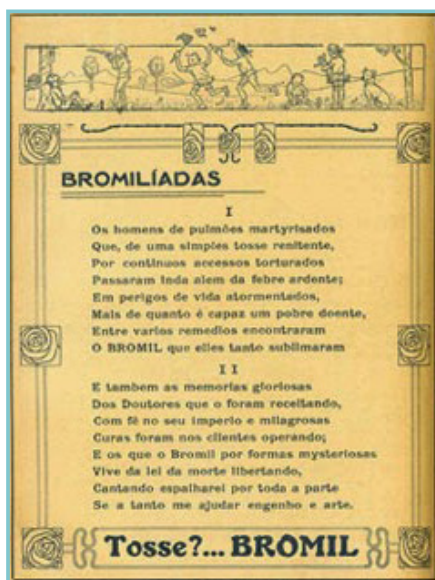 BROMILÍADAS
I
Os homens de pulmões martyrisados
Que, de uma simples tosse renitente,
Por continuos accessos torturados
Passaram inda alem da febre ardente;
Em perigos de vida atormentados,
Mais de quanto é capaz um pobre doente,
Entre varios remedios encontraram
O BROMIL que elles tanto sublimaram
II
E tambem as memorias gloriosas
Dos Doutores que o foram receitando,
Com fé no seu imperio e milagrosas
Curas foram nos clientes operando;
E os que o Bromil por formas mysteriosas
Vive da lei da morte libertando,
Cantando espalharei por toda a parte
Se a tanto me ajudar engenho e arte.
Tosse?... BROMIL